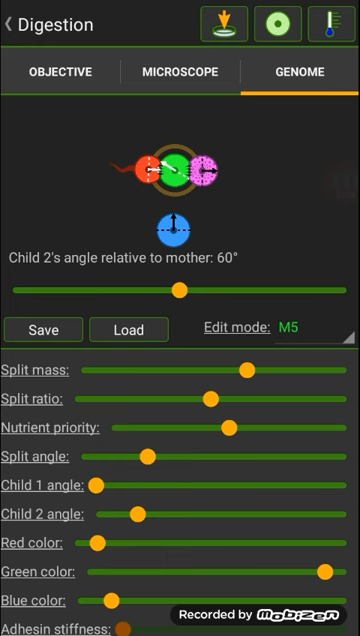 Digestion
OBJECTIVE
MICROSCOPE
GENOME
Child 2's angle relative to mother: 60°
Save
Load
Edit mode: M5
Split mass:
Split ratio:
Nutrient priority:
Split angle:
Child 1 angle:
Child 2 angle:
Red color:
Green color:
Blue color:
Recorded by Mobizen
Adhesin stiffness: